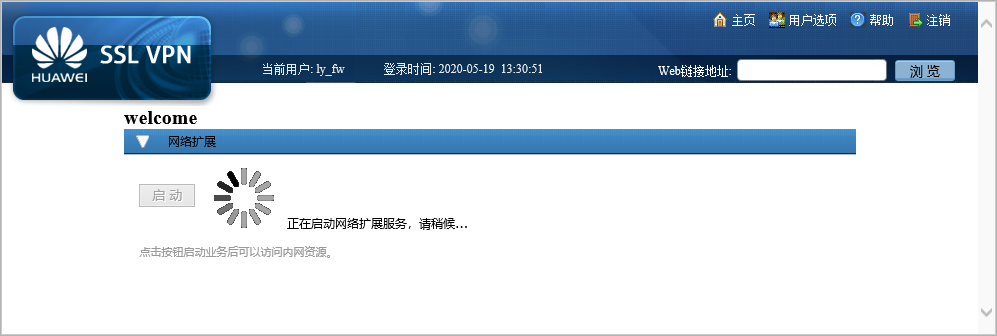 主页 用户选项 帮助 注销
HUAWEI SSL VPN
当前用户: ly_fw 登录时间: 2020-05-19 13:30:51 Web链接地址: 浏 览
welcome
网络扩展
启 动
正在启动网络扩展服务，请稍候...
点击按钮启动业务后可以访问内网资源。